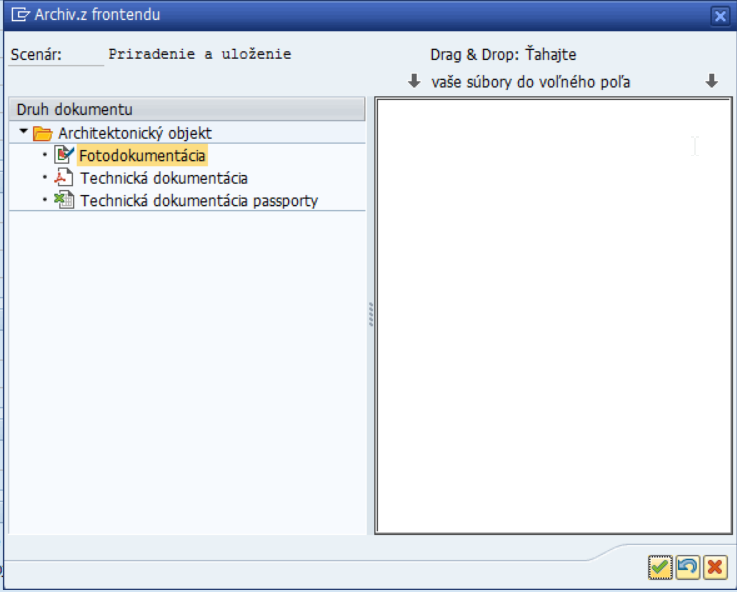 Archiv.z frontendu
Scenár: Priradenie a uloženie
Drag & Drop: Ťahajte
vaše súbory do voľného poľa
Druh dokumentu
Architektonický objekt
Fotodokumentácia
Technická dokumentácia
Technická dokumentácia passporty